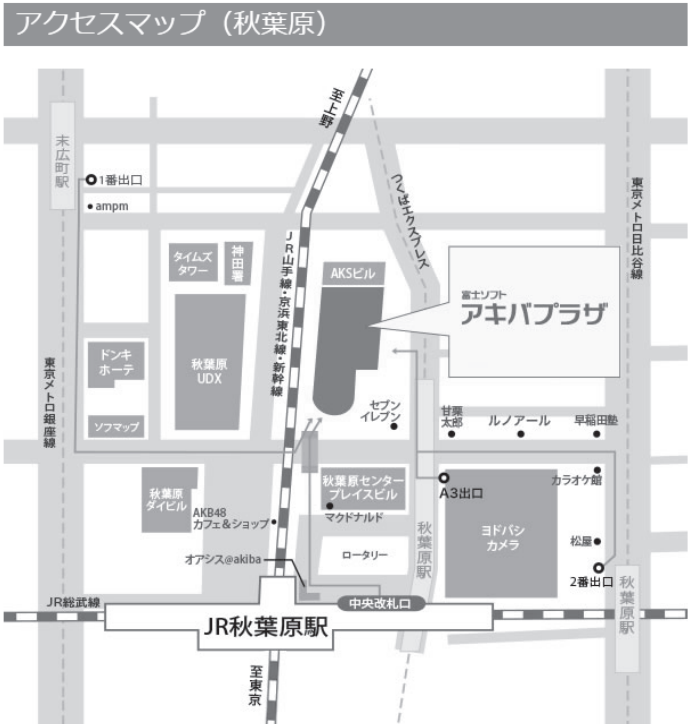 アクセスマップ（秋葉原）
至上野
末広町駅
1番出口
ampm
つくばエクスプレス
東京メトロ日比谷線
タイムズ
タワー
神田署
JR山手線・京浜東北線・新幹線
AKSビル
富士ソフト
アキバプラザ
東京メトロ銀座線
ドンキ
ホーテ
秋葉原
UDX
ソフマップ
セブン
イレブン
甘栗
太郎
ルノアール
早稲田塾
秋葉原
ダイビル
AKB48
カフェ＆ショップ
秋葉原センター
プレイスビル
マクドナルド
A3出口
カラオケ館
ヨドバシ
カメラ
秋葉原駅
松屋
オアシス@akiba
ロータリー
2番出口
JR総武線
中央改札口
秋葉原駅
JR秋葉原駅
至東京